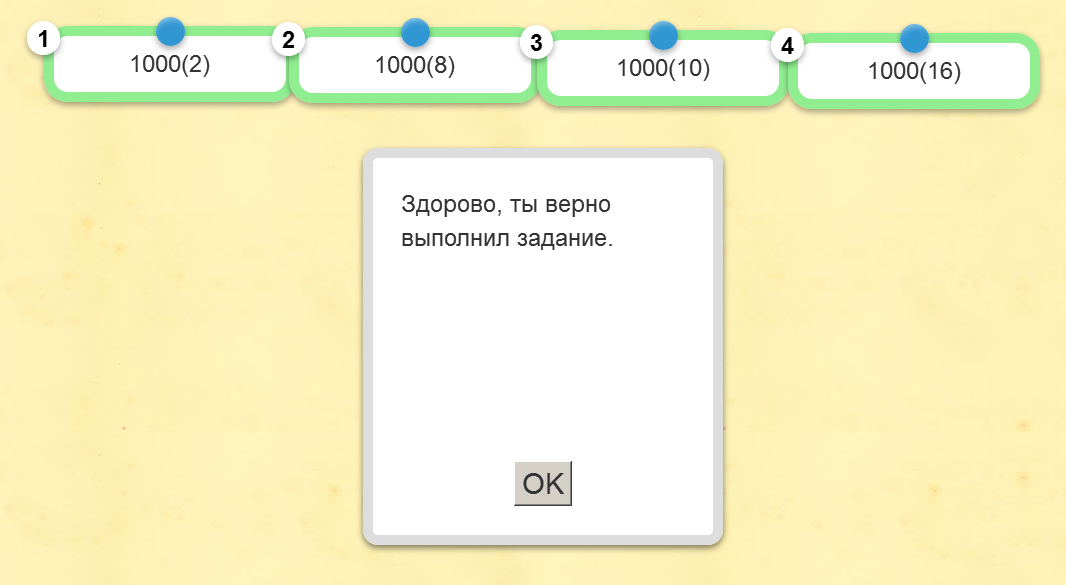 1 1000(2)
2 1000(8)
3 1000(10)
4 1000(16)
Здорово, ты верно
выполнил задание.
OK